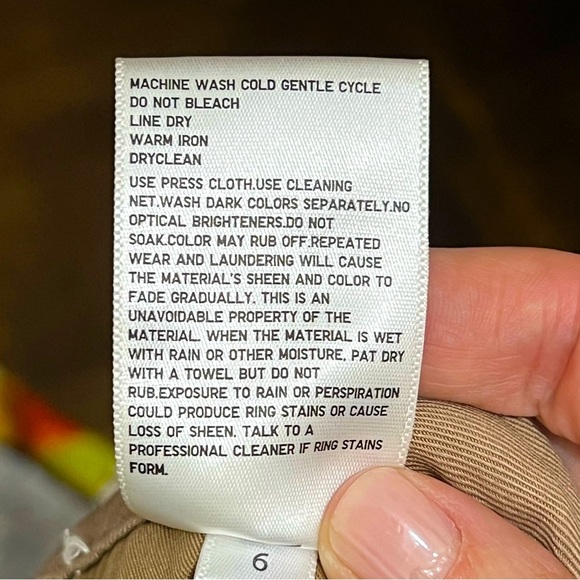 MACHINE WASH COLD GENTLE CYCLE
DO NOT BLEACH
LINE DRY
WARM IRON
DRYCLEAN
USE PRESS CLOTH.USE CLEANING
NET.WASH DARK COLORS SEPARATELY.NO
OPTICAL BRIGHTENERS.DO NOT
SOAK.COLOR MAY RUB OFF.REPEATED
WEAR AND LAUNDERING WILL CAUSE
THE MATERIAL'S SHEEN AND COLOR TO
FADE GRADUALLY. THIS IS AN
UNAVOIDABLE PROPERTY OF THE
MATERIAL. WHEN THE MATERIAL IS WET
WITH RAIN OR OTHER MOISTURE, PAT DRY
WITH A TOWEL BUT DO NOT
RUB.EXPOSURE TO RAIN OR PERSPIRATION
COULD PRODUCE RING STAINS OR CAUSE
LOSS OF SHEEN. TALK TO A
PROFESSIONAL CLEANER IF RING STAINS
FORM.
6